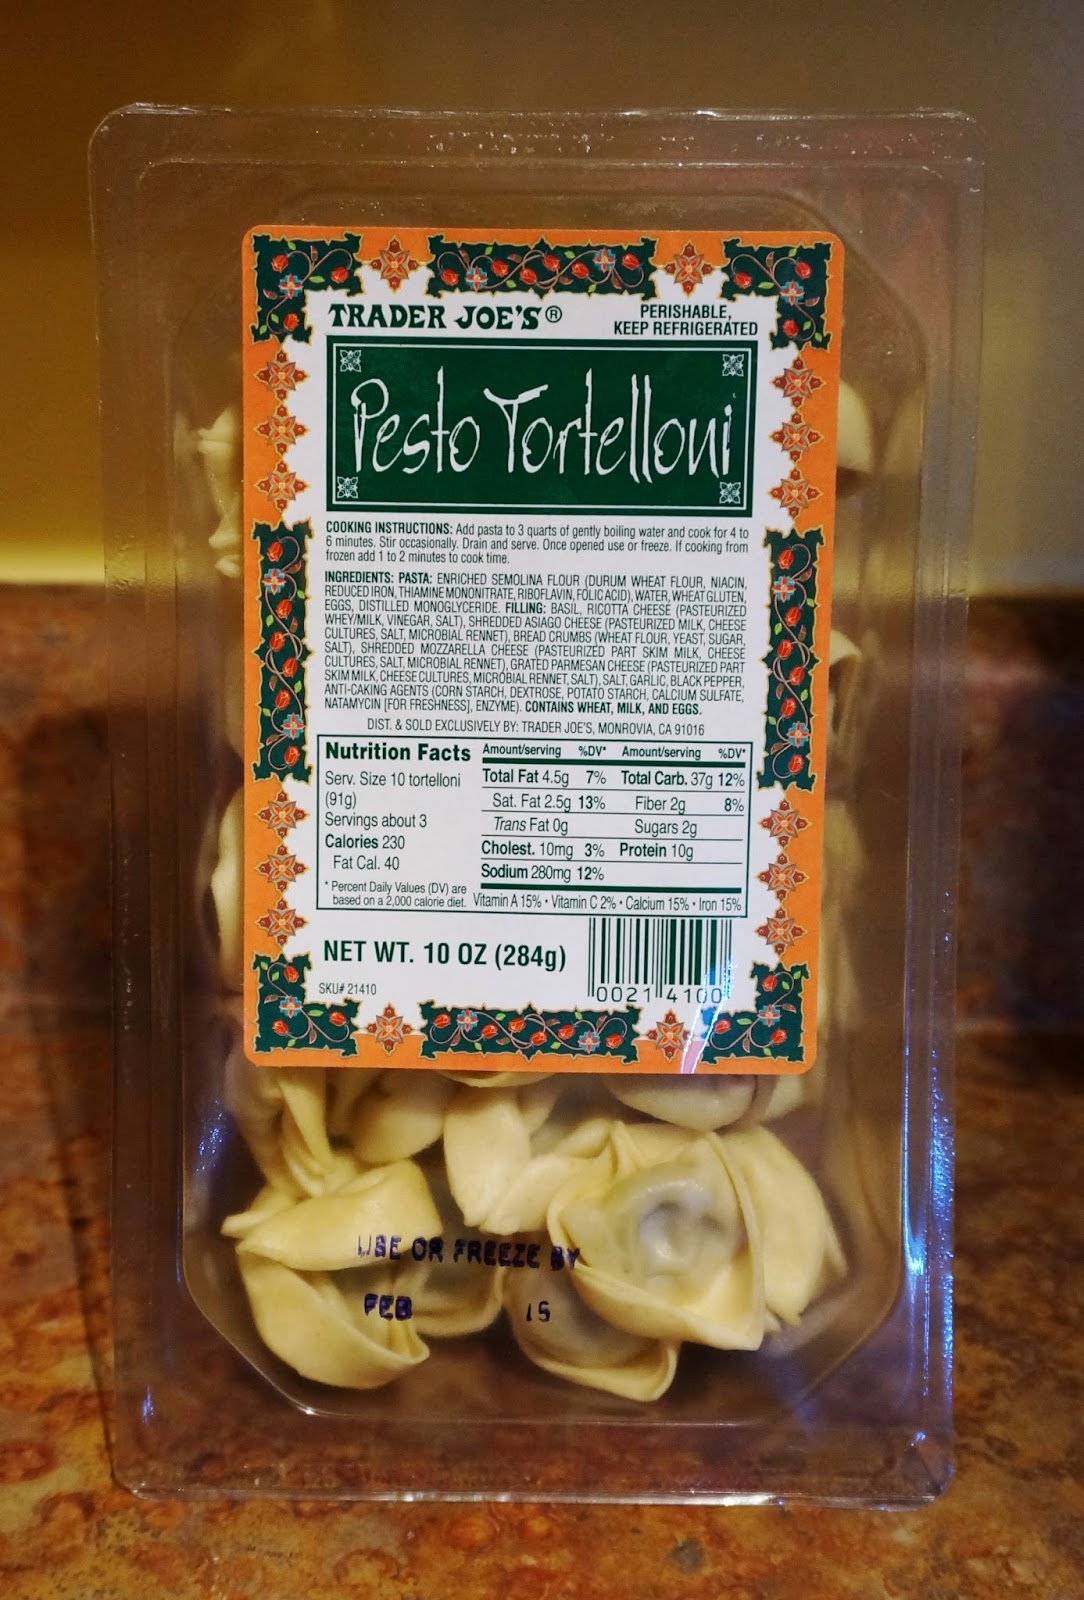 TRADER JOE'S®
PERISHABLE,
KEEP REFRIGERATED
Pesto Tortelloni
COOKING INSTRUCTIONS: Add pasta to 3 quarts of gently boiling water and cook for 4 to
6 minutes. Stir occasionally. Drain and serve. Once opened use or freeze. If cooking from
frozen add 1 to 2 minutes to cook time.
INGREDIENTS: PASTA: ENRICHED SEMOLINA FLOUR (DURUM WHEAT FLOUR, NIACIN,
REDUCED IRON, THIAMINE MONONITRATE, RIBOFLAVIN, FOLIC ACID), WATER, WHEAT GLUTEN,
EGGS, DISTILLED MONOGLYCERIDE. FILLING: BASIL, RICOTTA CHEESE (PASTEURIZED
WHEY/MILK, VINEGAR, SALT), SHREDDED ASIAGO CHEESE (PASTEURIZED MILK, CHEESE
CULTURES, SALT, MICROBIAL RENNET), BREAD CRUMBS (WHEAT FLOUR, YEAST, SUGAR,
SALT), SHREDDED MOZZARELLA CHEESE (PASTEURIZED PART SKIM MILK, CHEESE
CULTURES, SALT, MICROBIAL RENNET), GRATED PARMESAN CHEESE (PASTEURIZED PART
SKIM MILK, CHEESE CULTURES, MICROBIAL RENNET, SALT), SALT, GARLIC, BLACK PEPPER,
ANTI-CAKING AGENTS (CORN STARCH, DEXTROSE, POTATO STARCH, CALCIUM SULFATE,
NATAMYCIN [FOR FRESHNESS], ENZYME). CONTAINS WHEAT, MILK, AND EGGS.
DIST. & SOLD EXCLUSIVELY BY: TRADER JOE'S, MONROVIA, CA 91016
Nutrition Facts
Serv. Size 10 tortelloni
(91g)
Servings about 3
Calories 230
Fat Cal. 40
* Percent Daily Values (DV) are
based on a 2,000 calorie diet.
Amount/serving %DV* Amount/serving %DV*
Total Fat 4.5g 7% Total Carb. 37g 12%
Sat. Fat 2.5g 13% Fiber 2g 8%
Trans Fat 0g Sugars 2g
Cholest. 10mg 3% Protein 10g
Sodium 280mg 12%
Vitamin A 15% • Vitamin C 2% • Calcium 15% • Iron 15%
NET WT. 10 OZ (284g)
SKU# 21410
0021 4100
USE OR FREEZE BY
FEB 15